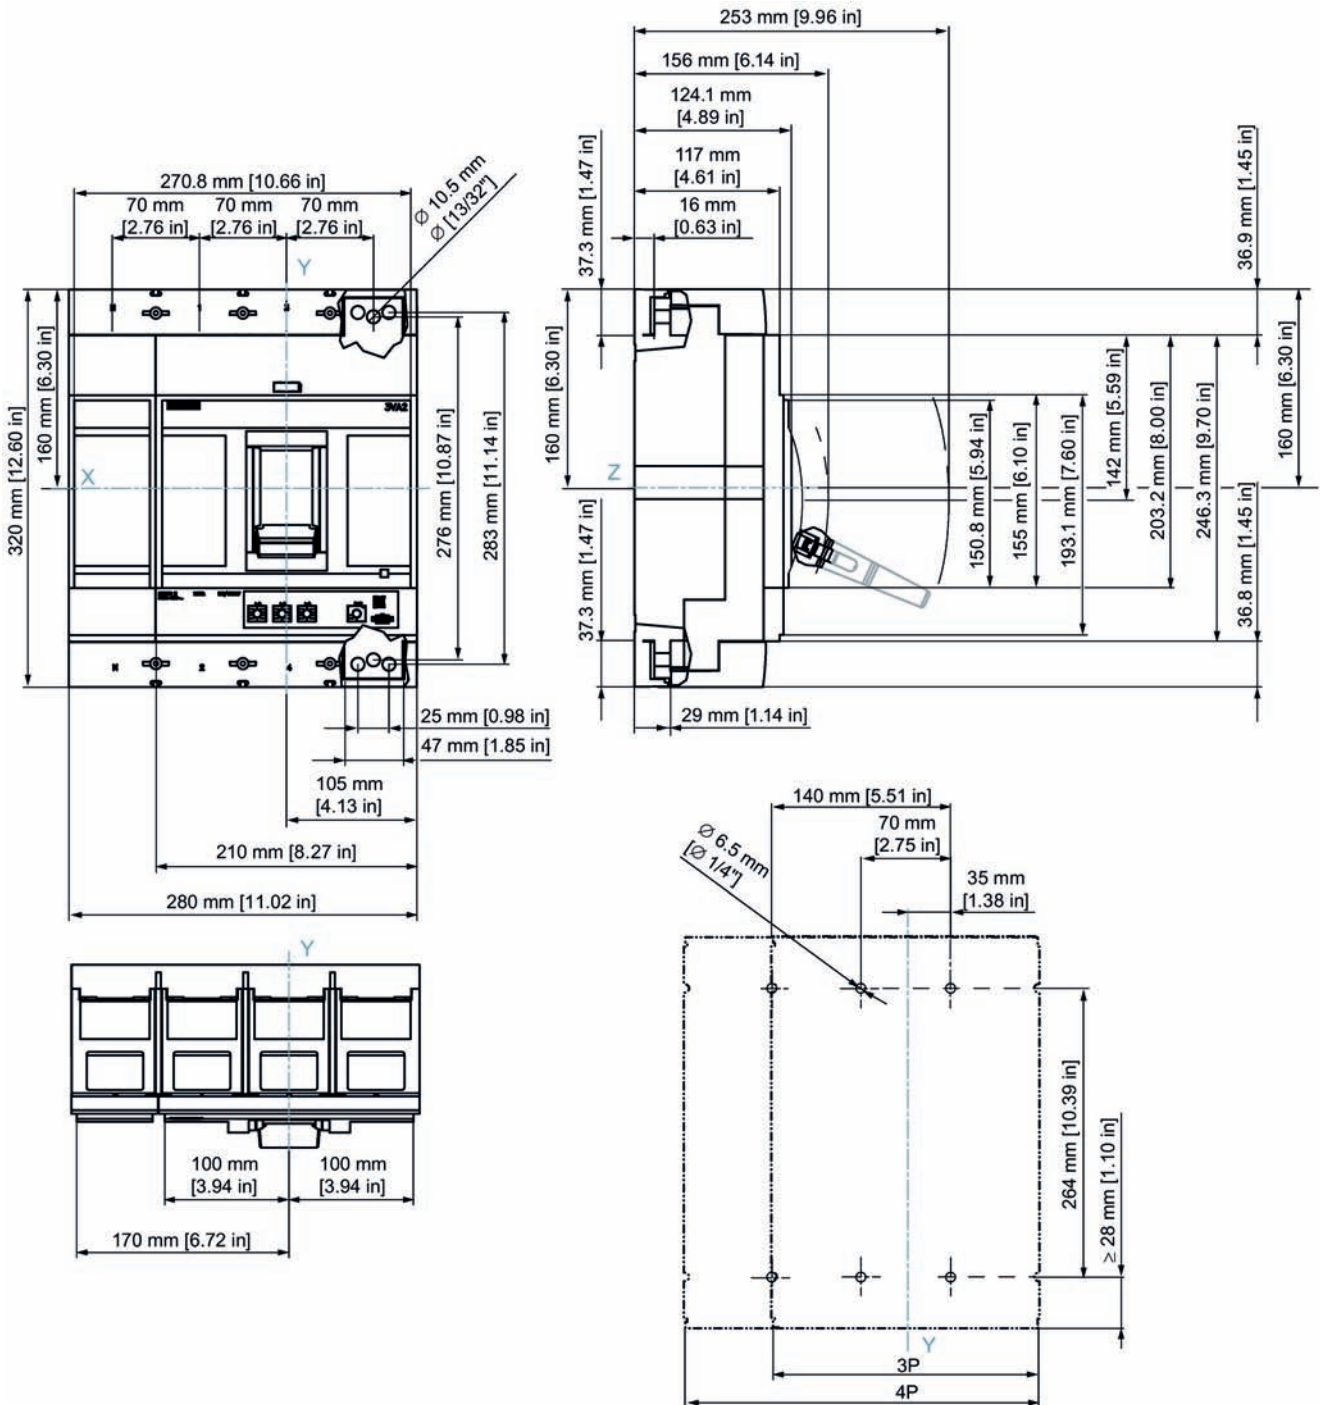 253 mm [9.96 in]
156 mm [6.14 in]
124.1 mm
[4.89 in]
117 mm
[4.61 in]
16 mm
[0.63 in]
37.3 mm [1.47 in]
36.9 mm [1.45 in]
270.8 mm [10.66 in]
70 mm
[2.76 in]
70 mm
[2.76 in]
70 mm
[2.76 in]
Ø 10.5 mm
Ø [13/32"]
Y
N
1
3
3VA2
X
320 mm [12.60 in]
160 mm [6.30 in]
276 mm [10.87 in]
283 mm [11.14 in]
N
2
4
25 mm [0.98 in]
47 mm [1.85 in]
105 mm
[4.13 in]
210 mm [8.27 in]
280 mm [11.02 in]
160 mm [6.30 in]
Z
37.3 mm [1.47 in]
29 mm [1.14 in]
150.8 mm [5.94 in]
155 mm [6.10 in]
193.1 mm [7.60 in]
142 mm [5.59 in]
203.2 mm [8.00 in]
246.3 mm [9.70 in]
36.8 mm [1.45 in]
160 mm [6.30 in]
Y
100 mm
[3.94 in]
100 mm
[3.94 in]
170 mm [6.72 in]
140 mm [5.51 in]
70 mm
[2.75 in]
35 mm
[1.38 in]
Ø 6.5 mm
[Ø 1/4"]
264 mm [10.39 in]
≥ 28 mm [1.10 in]
Y
3P
4P